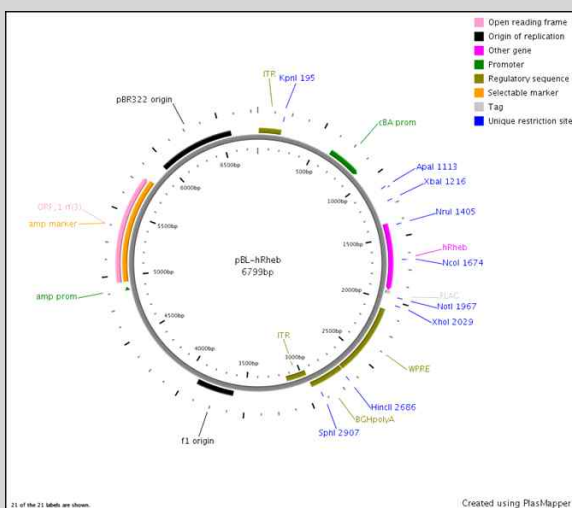 Open reading frame
Origin of replication
Other gene
Promoter
Regulatory sequence
Selectable marker
Tag
Unique restriction site
ITR
KpnI 195
pBR322 origin
cBA prom
6500bp
500bp
6000bp
1000bp
ApaI 1113
XbaI 1216
ORF_1 rf(3)
amp marker
5500bp
NruI 1405
1500bp
hRheb
NcoI 1674
pBL-hRheb
6799bp
5000bp
amp prom
2000bp
FLAG
NotI 1967
XhoI 2029
4500bp
2500bp
ITR
4000bp
3500bp
3000bp
WPRE
HincII 2686
BGHpolyA
SphI 2907
f1 origin
21 of the 21 labels are shown.
Created using PlasMapper